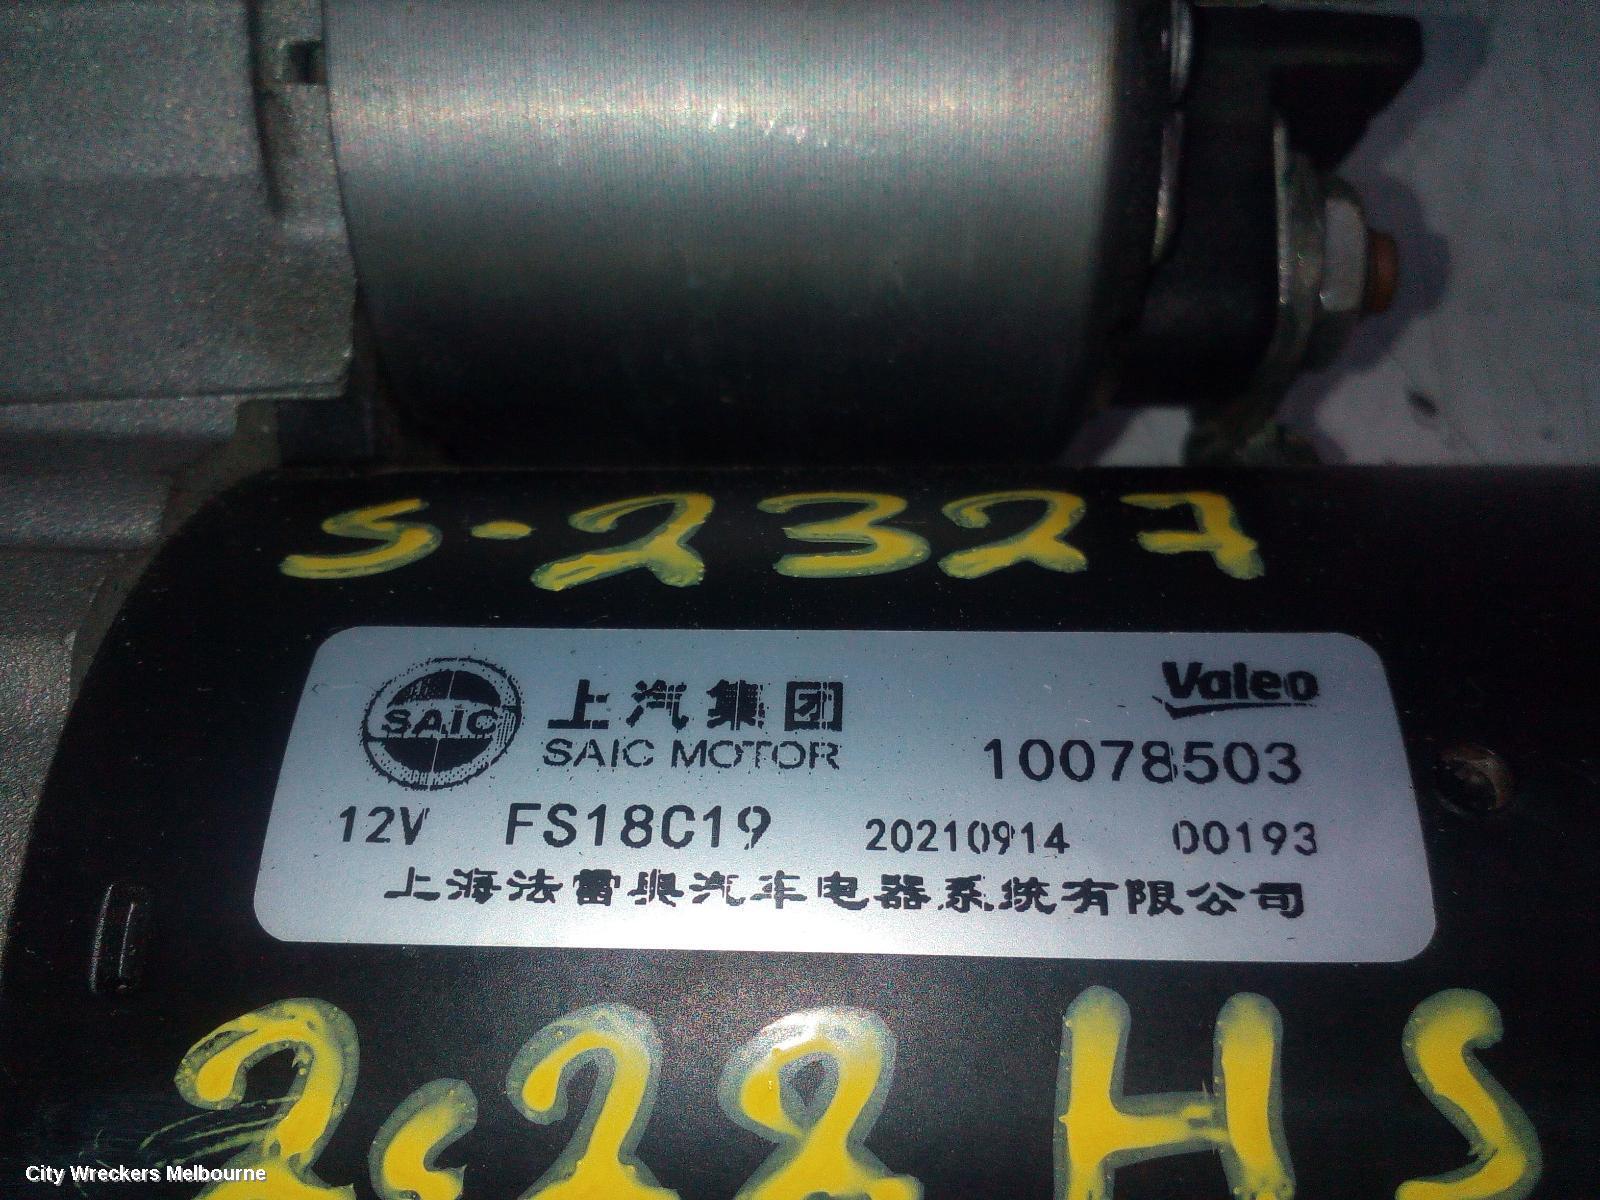 S·2327
SAIC
上汽集团
Valeo
SAIC MOTOR
10078503
12V FS18C19 20210914 00193
上海法雷奥汽车电器系统有限公司
HS
City Wreckers Melbourne